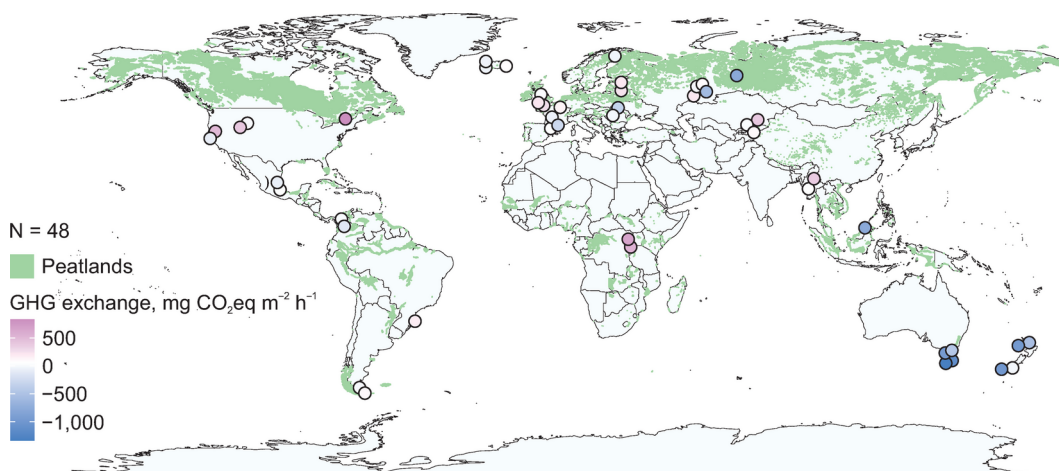 N = 48
Peatlands
GHG exchange, mg CO₂eq m⁻² h⁻¹
500
0
−500
−1,000